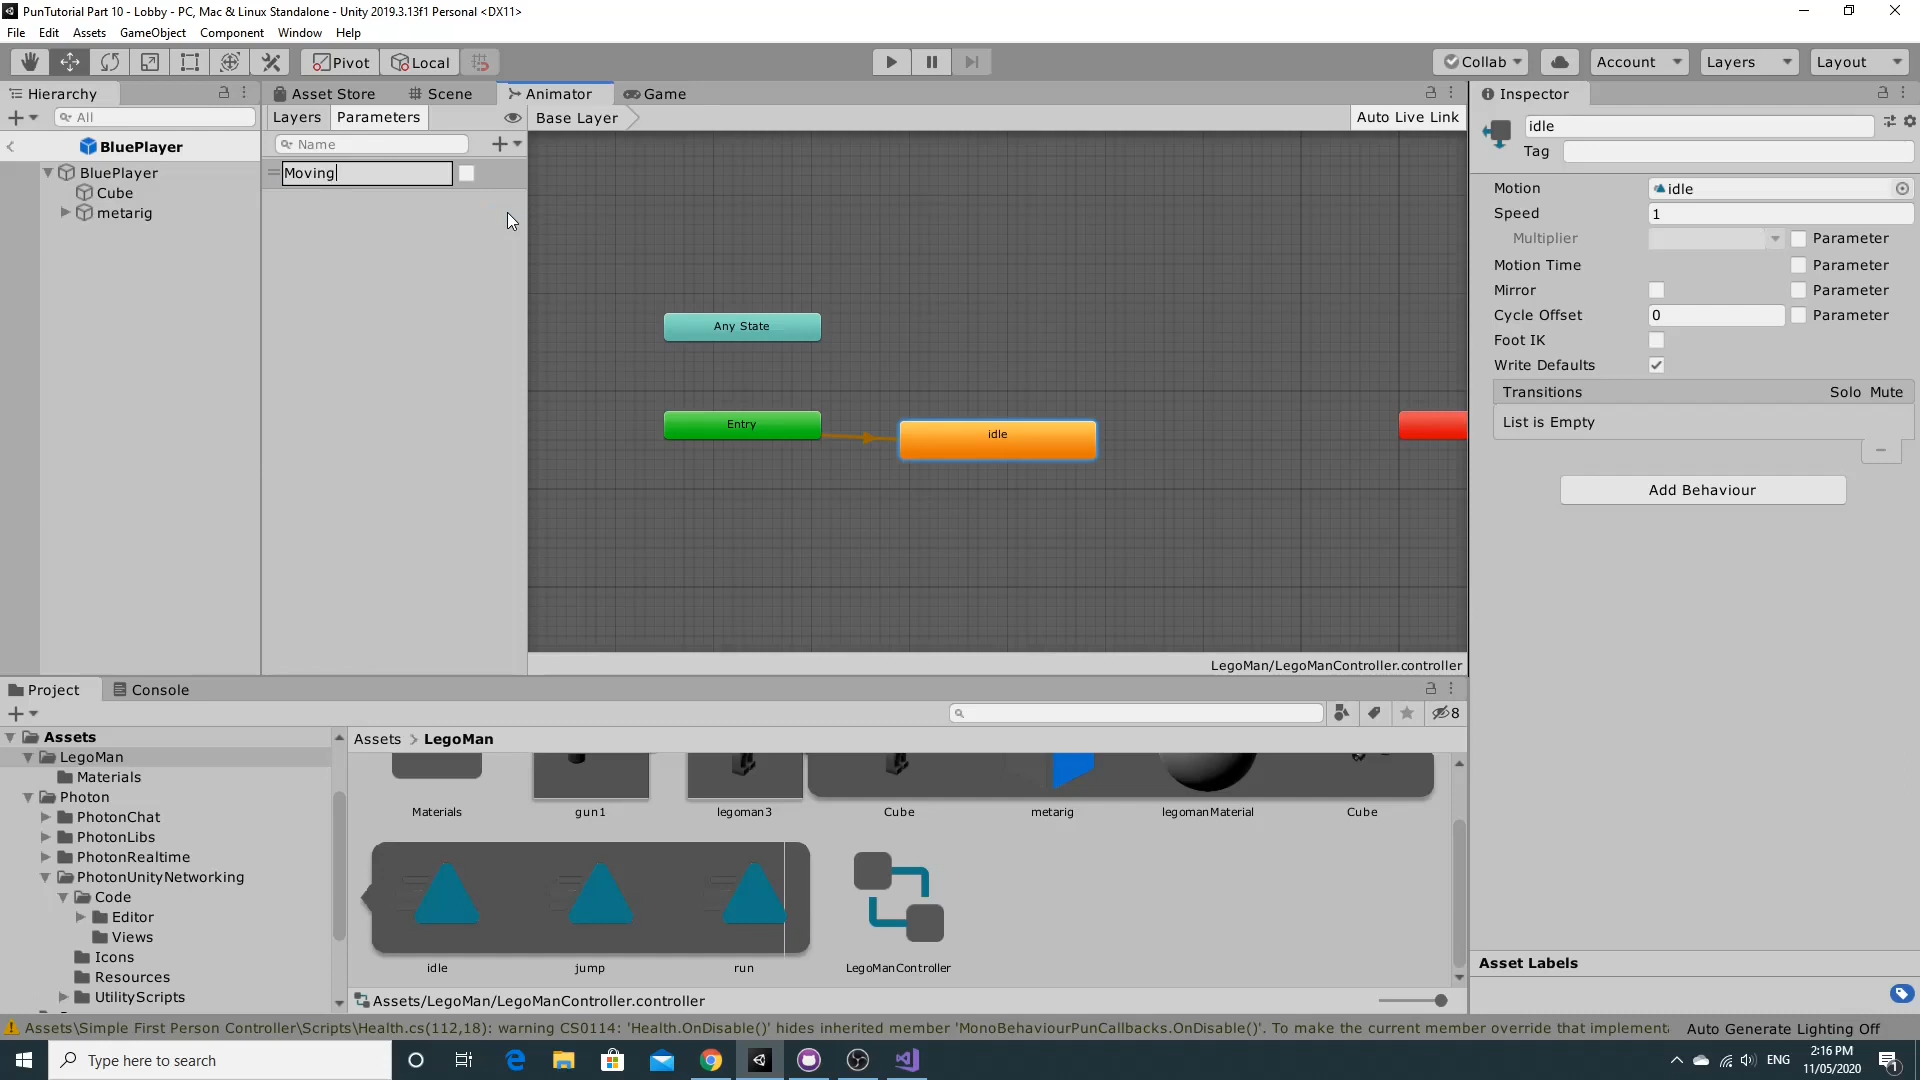 PunTutorial Part 10 - Lobby - PC, Mac & Linux Standalone - Unity 2019.3.13f1 Personal <DX11>
File Edit Assets GameObject Component Window Help
Pivot Local Collab Account Layers Layout
Hierarchy
All
BluePlayer
BluePlayer
Cube
metarig
Asset Store Scene Animator Game
Layers Parameters Base Layer Auto Live Link
Name
Moving
Any State
Entry
idle
LegoMan/LegoManController.controller
Inspector
idle
Tag
Motion idle
Speed 1
Multiplier Parameter
Motion Time Parameter
Mirror Parameter
Cycle Offset 0 Parameter
Foot IK
Write Defaults
Transitions Solo Mute
List is Empty
Add Behaviour
Asset Labels
Project Console
8
Assets
LegoMan
Materials
Photon
PhotonChat
PhotonLibs
PhotonRealtime
PhotonUnityNetworking
Code
Editor
Views
Icons
Resources
UtilityScripts
Assets > LegoMan
Materials gun1 legoman3 Cube metarig legomanMaterial Cube
idle jump run LegoManController
Assets/LegoMan/LegoManController.controller
Assets\Simple First Person Controller\Scripts\Health.cs(112,18): warning CS0114: 'Health.OnDisable()' hides inherited member 'MonoBehaviourPunCallbacks.OnDisable()'. To make the current member override that implementa
Auto Generate Lighting Off
Type here to search
ENG
2:16 PM
11/05/2020
1